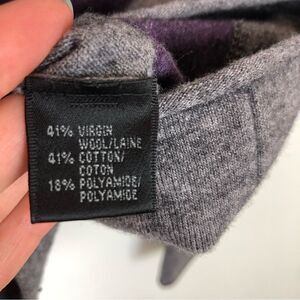 41% VIRGIN
WOOL/LAINE
41% COTTON/
COTON
18% POLYAMIDE/
POLYAMIDE